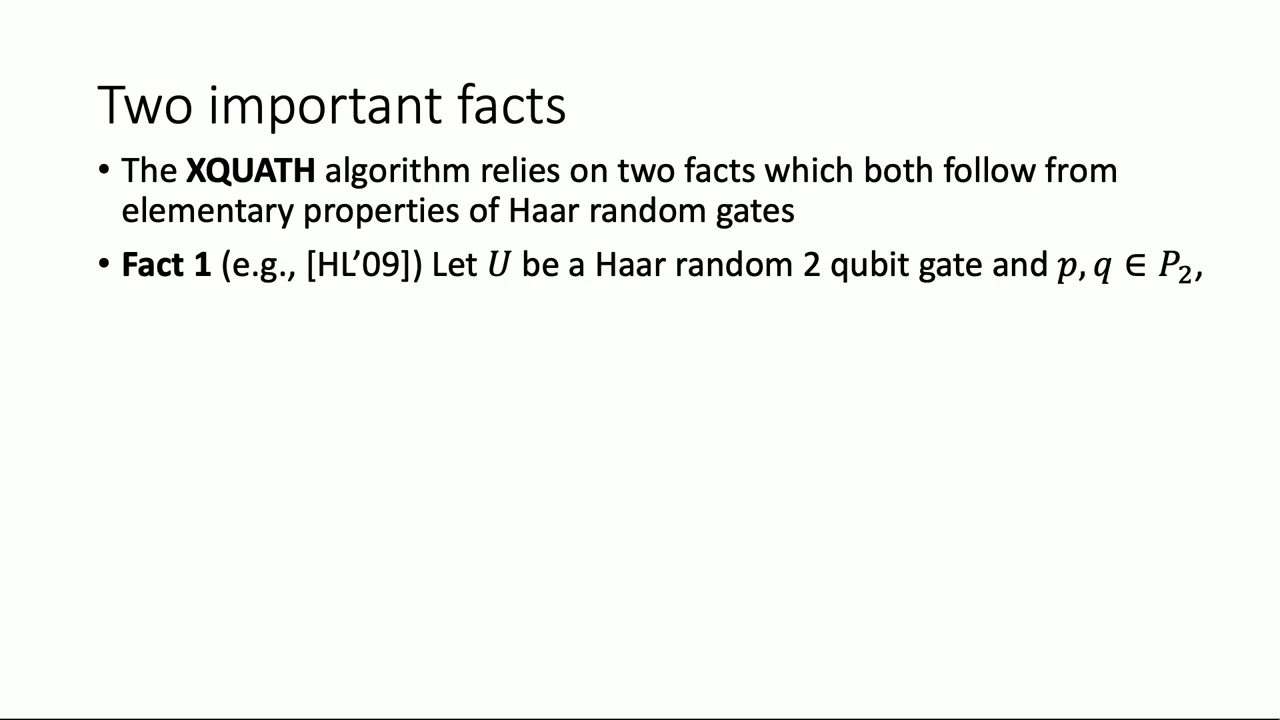 Two important facts
• The XQUATH algorithm relies on two facts which both follow from
elementary properties of Haar random gates
• Fact 1 (e.g., [HL’09]) Let 𝑈 be a Haar random 2 qubit gate and 𝑝, 𝑞 ∈ 𝑃₂,